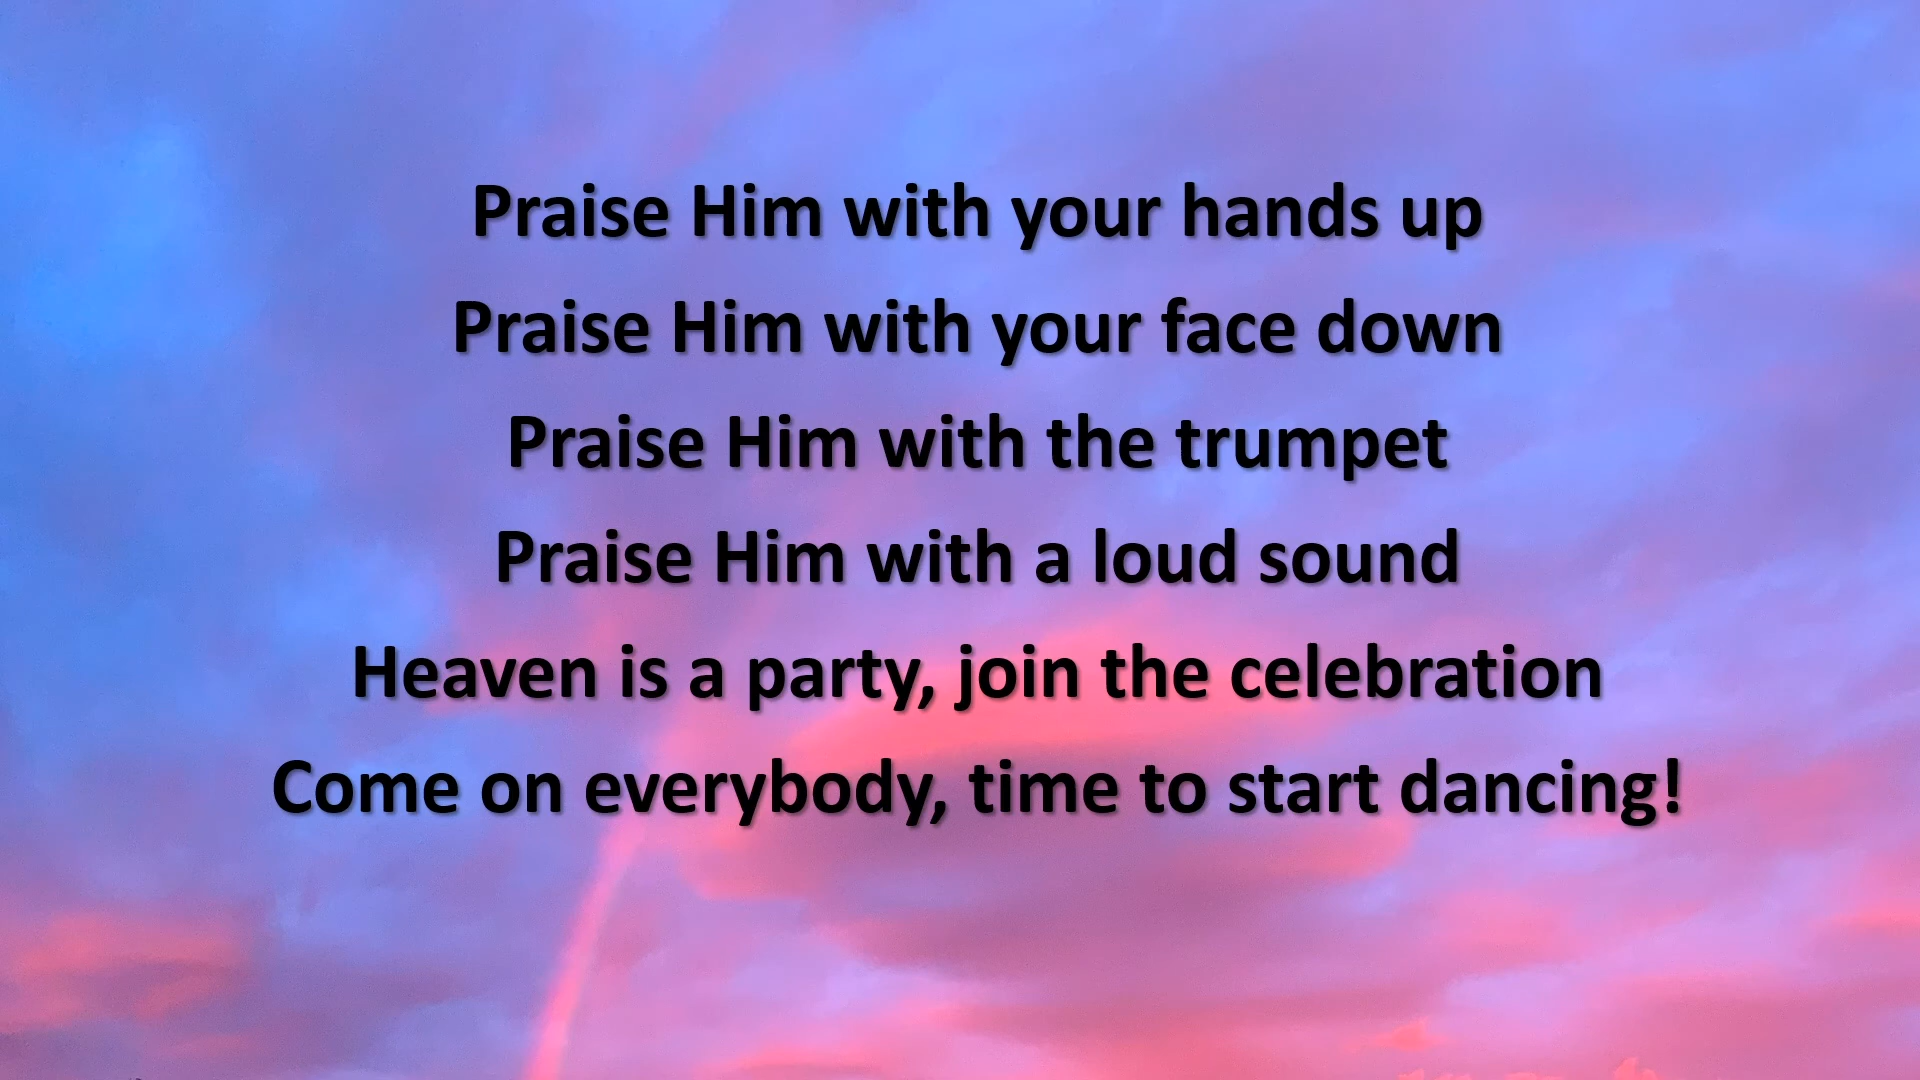 Praise Him with your hands up
Praise Him with your face down
Praise Him with the trumpet
Praise Him with a loud sound
Heaven is a party, join the celebration
Come on everybody, time to start dancing!